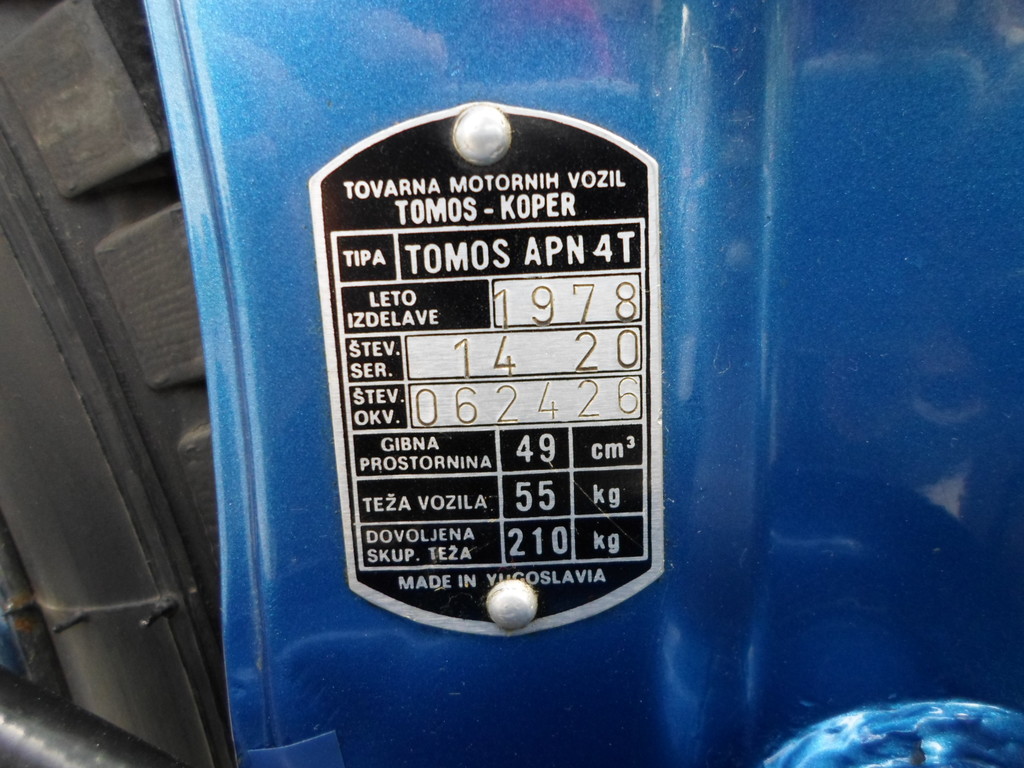 TOVARNA MOTORNIH VOZIL
TOMOS - KOPER
TIPA TOMOS APN 4T
LETO IZDELAVE 1978
ŠTEV. SER. 14 20
ŠTEV. OKV. 062426
GIBNA PROSTORNINA 49 cm³
TEŽA VOZILA 55 kg
DOVOLJENA SKUP. TEŽA 210 kg
MADE IN YUGOSLAVIA